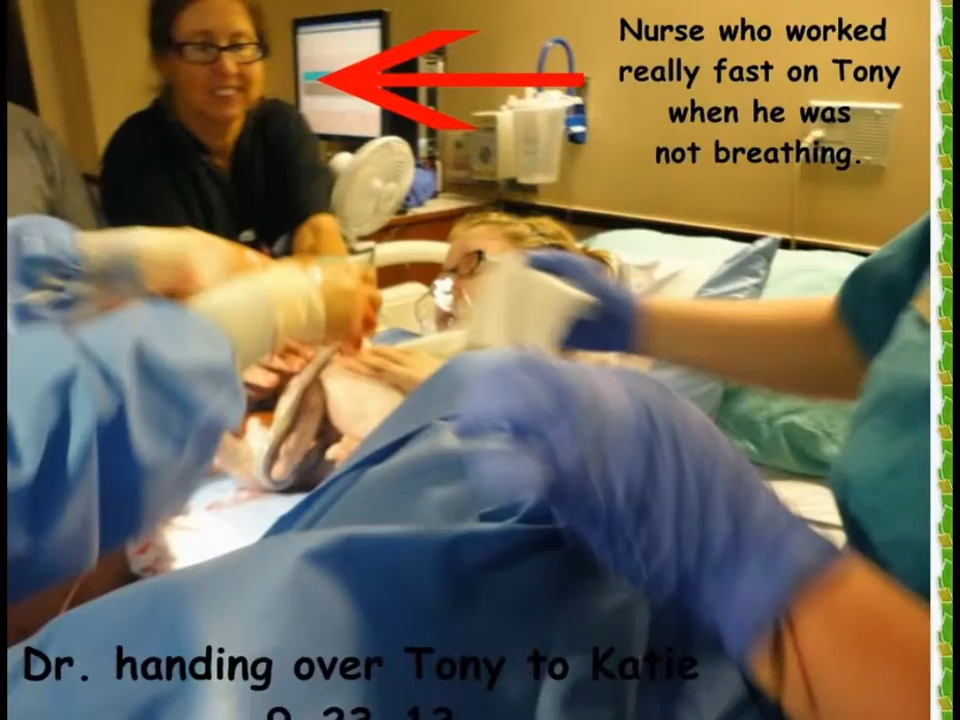 Nurse who worked
really fast on Tony
when he was
not breathing.
Dr. handing over Tony to Katie